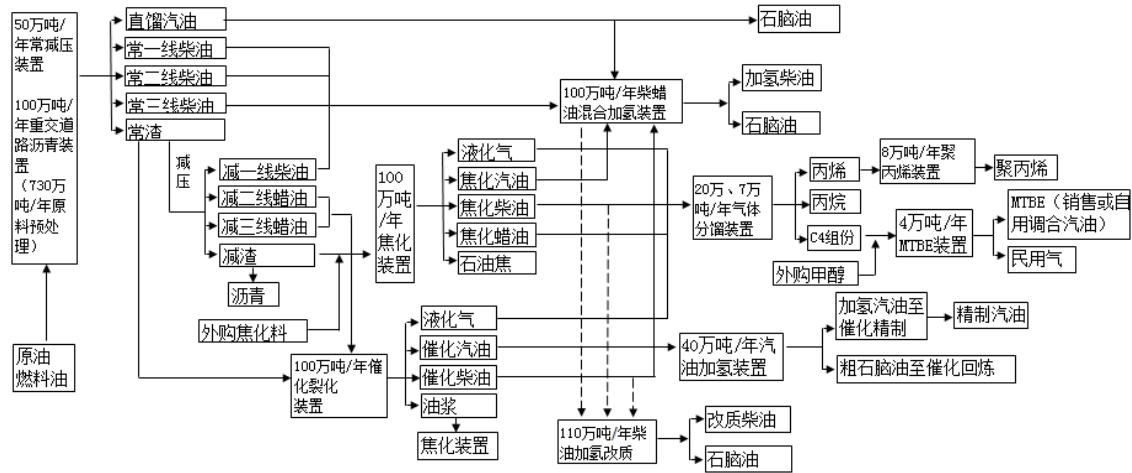 50万吨/
年常减压
装置
100万吨/
年重交道
路沥青装
置
（730万
吨/年原
料预处
理）
原油
燃料油
直馏汽油
常一线柴油
常二线柴油
常三线柴油
常渣
减
压
减一线柴油
减二线蜡油
减三线蜡油
减渣
沥青
外购焦化料
100
万吨
/年
焦化
装置
100万吨/年催
化裂化
装置
液化气
焦化汽油
焦化柴油
焦化蜡油
石油焦
液化气
催化汽油
催化柴油
油浆
焦化装置
100万吨/年柴蜡
油混合加氢装置
石脑油
加氢柴油
石脑油
20万、7万
吨/年气体
分馏装置
丙烯
丙烷
C4组份
外购甲醇
8万吨/年聚
丙烯装置
聚丙烯
4万吨/年
MTBE装置
MTBE（销售或自
用调合汽油）
民用气
40万吨/年汽
油加氢装置
加氢汽油至
催化精制
精制汽油
粗石脑油至催化回炼
110万吨/年柴
油加氢改质
改质柴油
石脑油